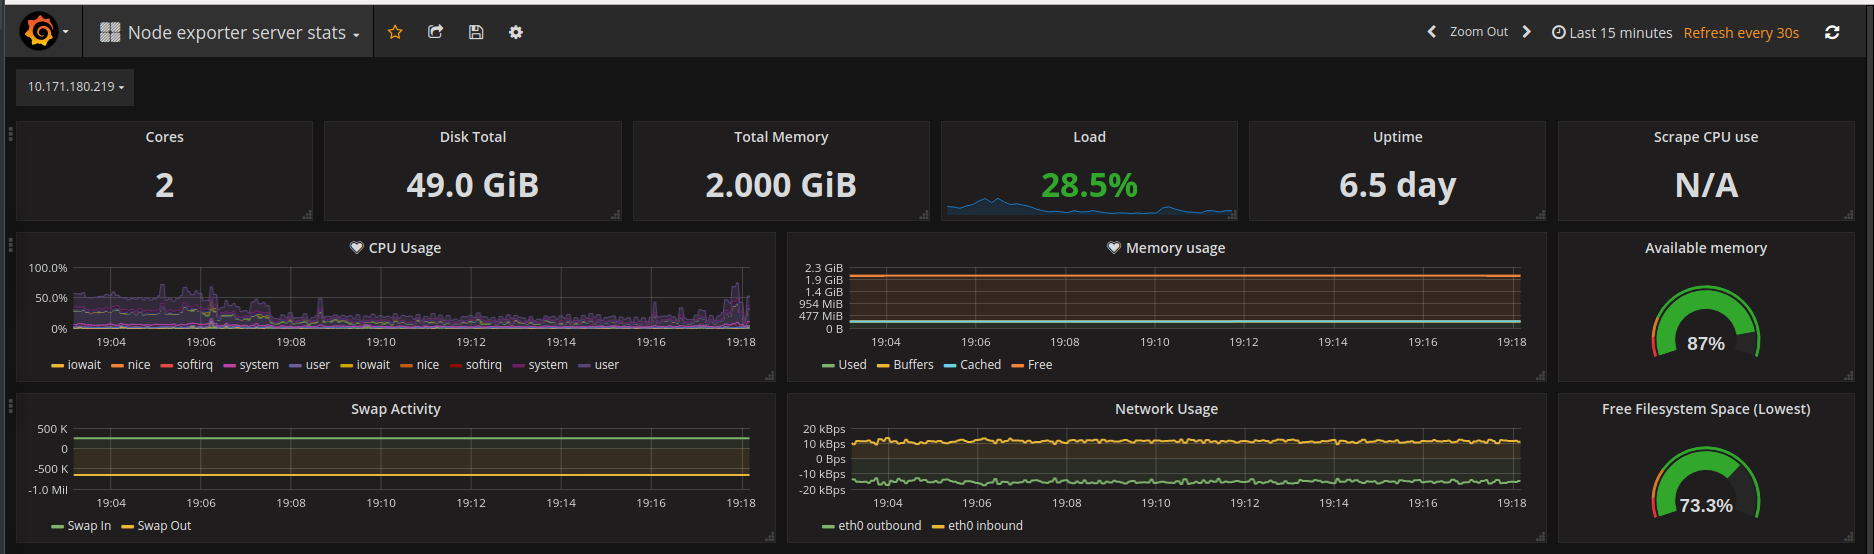 Node exporter server stats
Zoom Out
Last 15 minutes Refresh every 30s
10.171.180.219
Cores
2
Disk Total
49.0 GiB
Total Memory
2.000 GiB
Load
28.5%
Uptime
6.5 day
Scrape CPU use
N/A
CPU Usage
100.0%
50.0%
0%
19:04 19:06 19:08 19:10 19:12 19:14 19:16 19:18
iowait nice softirq system user iowait nice softirq system user
Memory usage
2.3 GiB
1.9 GiB
1.4 GiB
954 MiB
477 MiB
0 B
19:04 19:06 19:08 19:10 19:12 19:14 19:16 19:18
Used Buffers Cached Free
Available memory
87%
Swap Activity
500 K
0
-500 K
-1.0 Mil
19:04 19:06 19:08 19:10 19:12 19:14 19:16 19:18
Swap In Swap Out
Network Usage
20 kBps
10 kBps
0 Bps
-10 kBps
-20 kBps
19:04 19:06 19:08 19:10 19:12 19:14 19:16 19:18
eth0 outbound eth0 inbound
Free Filesystem Space (Lowest)
73.3%